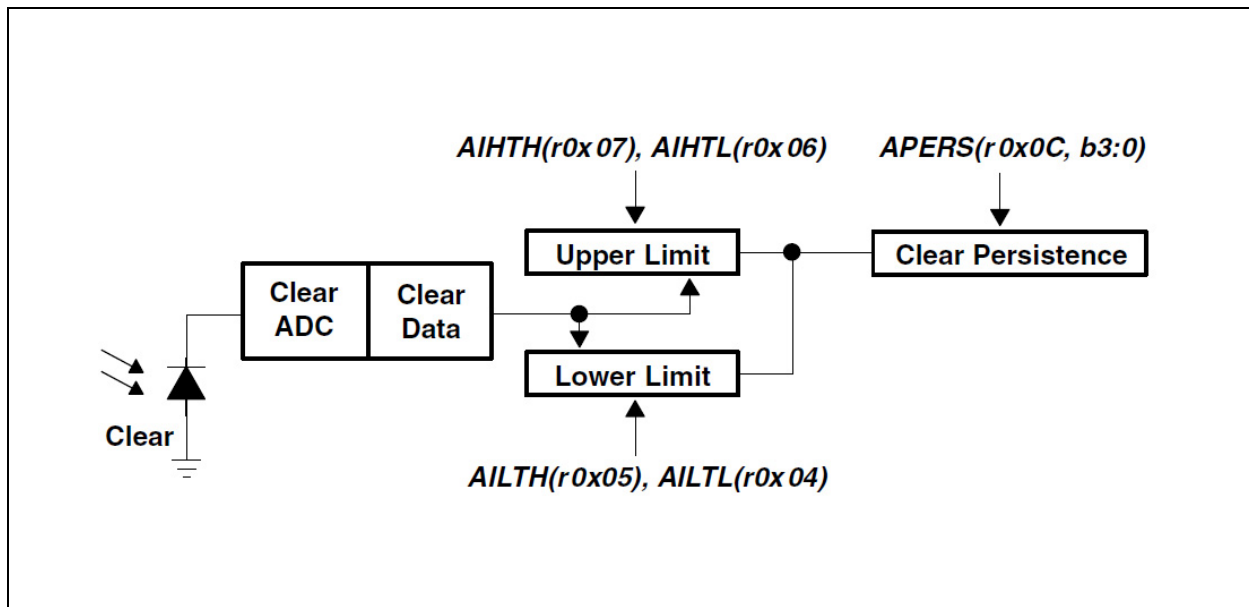 AIHTH(r0x07), AIHTL(r0x06)
APERS(r0x0C, b3:0)
Upper Limit
Clear Persistence
Clear
ADC
Clear
Data
Lower Limit
Clear
AILTH(r0x05), AILTL(r0x04)